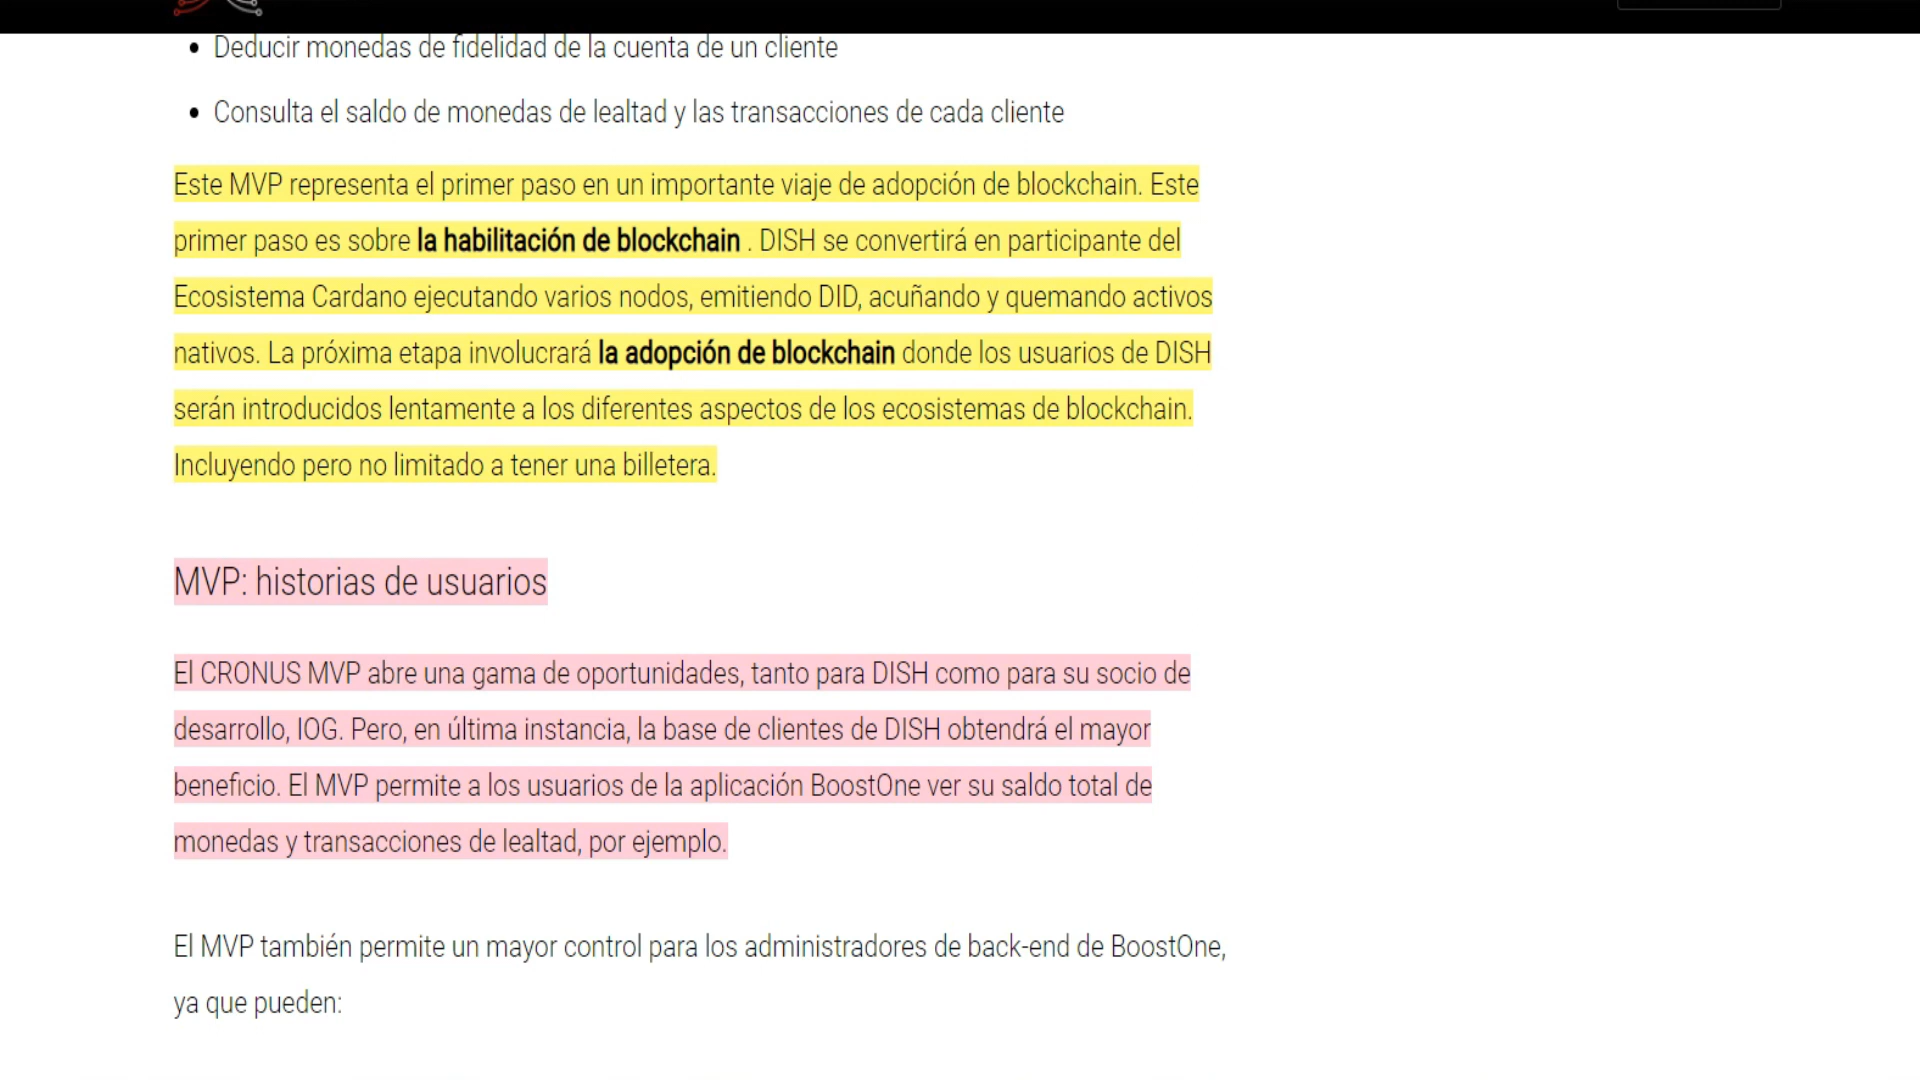 Deducir monedas de fidelidad de la cuenta de un cliente
Consulta el saldo de monedas de lealtad y las transacciones de cada cliente
Este MVP representa el primer paso en un importante viaje de adopción de blockchain. Este
primer paso es sobre la habilitación de blockchain . DISH se convertirá en participante del
Ecosistema Cardano ejecutando varios nodos, emitiendo DID, acuñando y quemando activos
nativos. La próxima etapa involucrará la adopción de blockchain donde los usuarios de DISH
serán introducidos lentamente a los diferentes aspectos de los ecosistemas de blockchain.
Incluyendo pero no limitado a tener una billetera.
MVP: historias de usuarios
El CRONUS MVP abre una gama de oportunidades, tanto para DISH como para su socio de
desarrollo, IOG. Pero, en última instancia, la base de clientes de DISH obtendrá el mayor
beneficio. El MVP permite a los usuarios de la aplicación BoostOne ver su saldo total de
monedas y transacciones de lealtad, por ejemplo.
El MVP también permite un mayor control para los administradores de back-end de BoostOne,
ya que pueden: